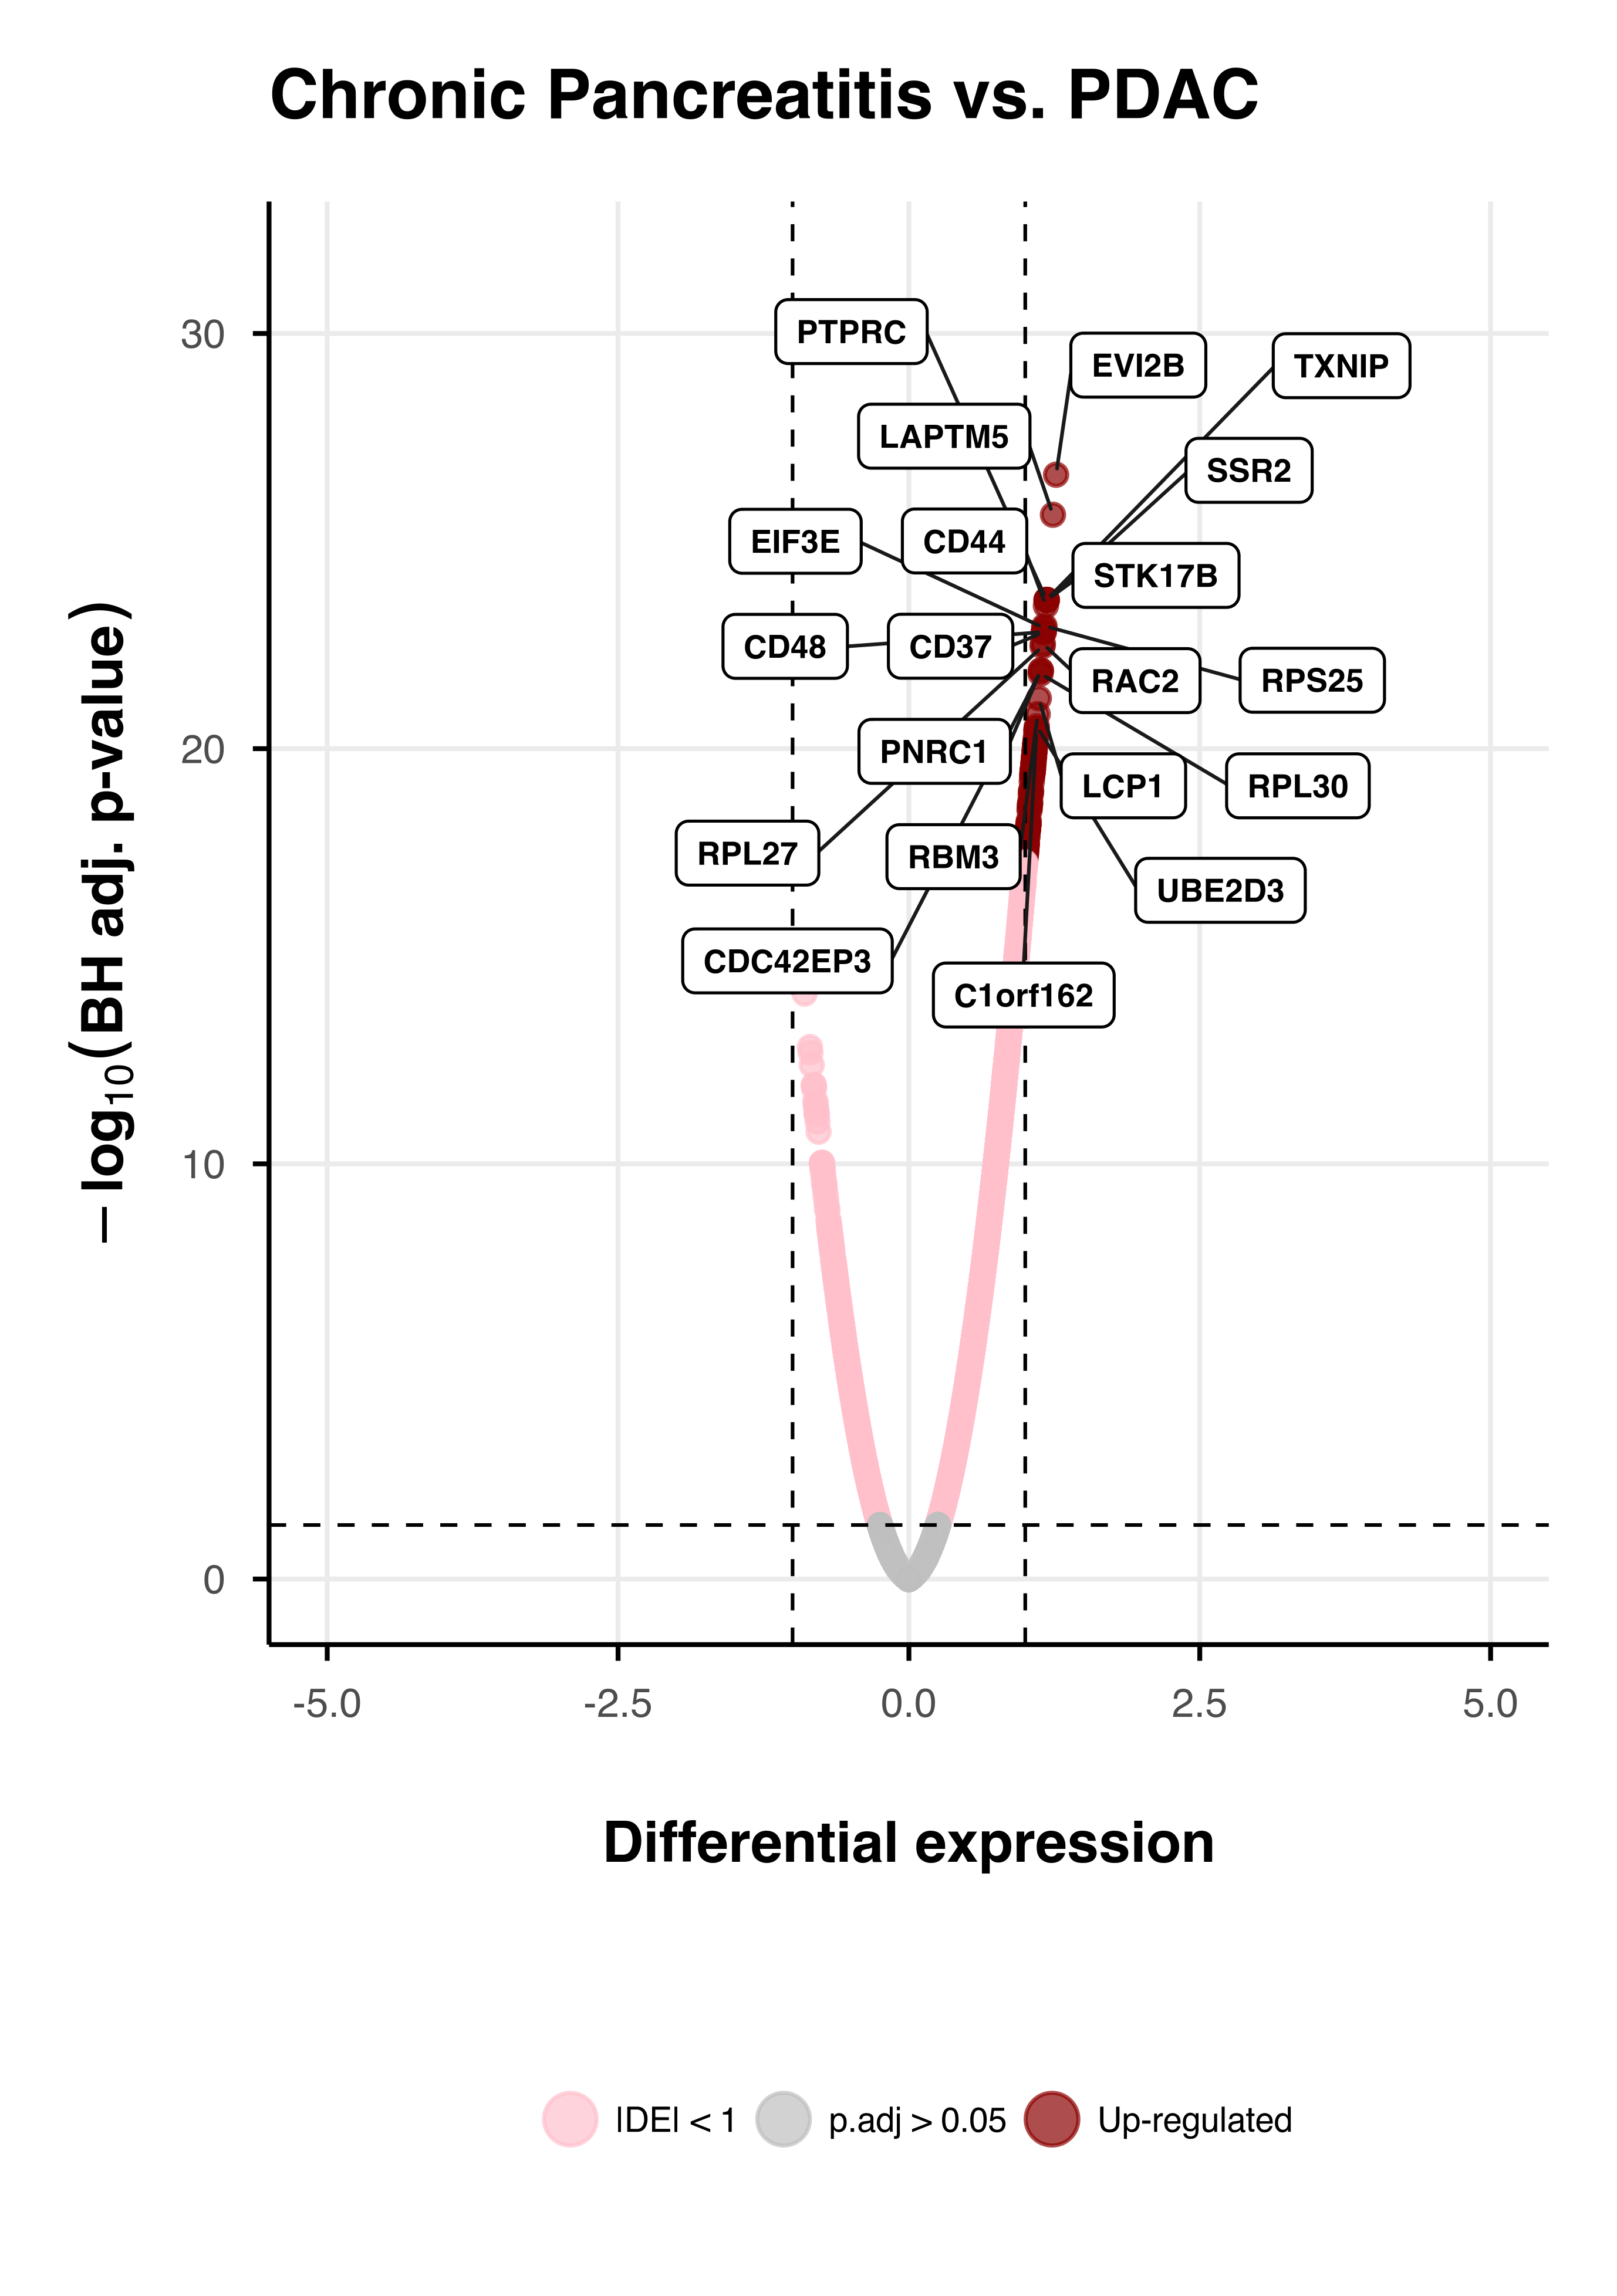 Chronic Pancreatitis vs. PDAC
− log10(BH adj. p-value)
30
20
10
0
PTPRC
EVI2B
TXNIP
LAPTM5
SSR2
EIF3E
CD44
STK17B
CD48
CD37
RAC2
RPS25
PNRC1
LCP1
RPL30
RPL27
RBM3
UBE2D3
CDC42EP3
C1orf162
-5.0
-2.5
0.0
2.5
5.0
Differential expression
|DE| < 1
p.adj > 0.05
Up-regulated